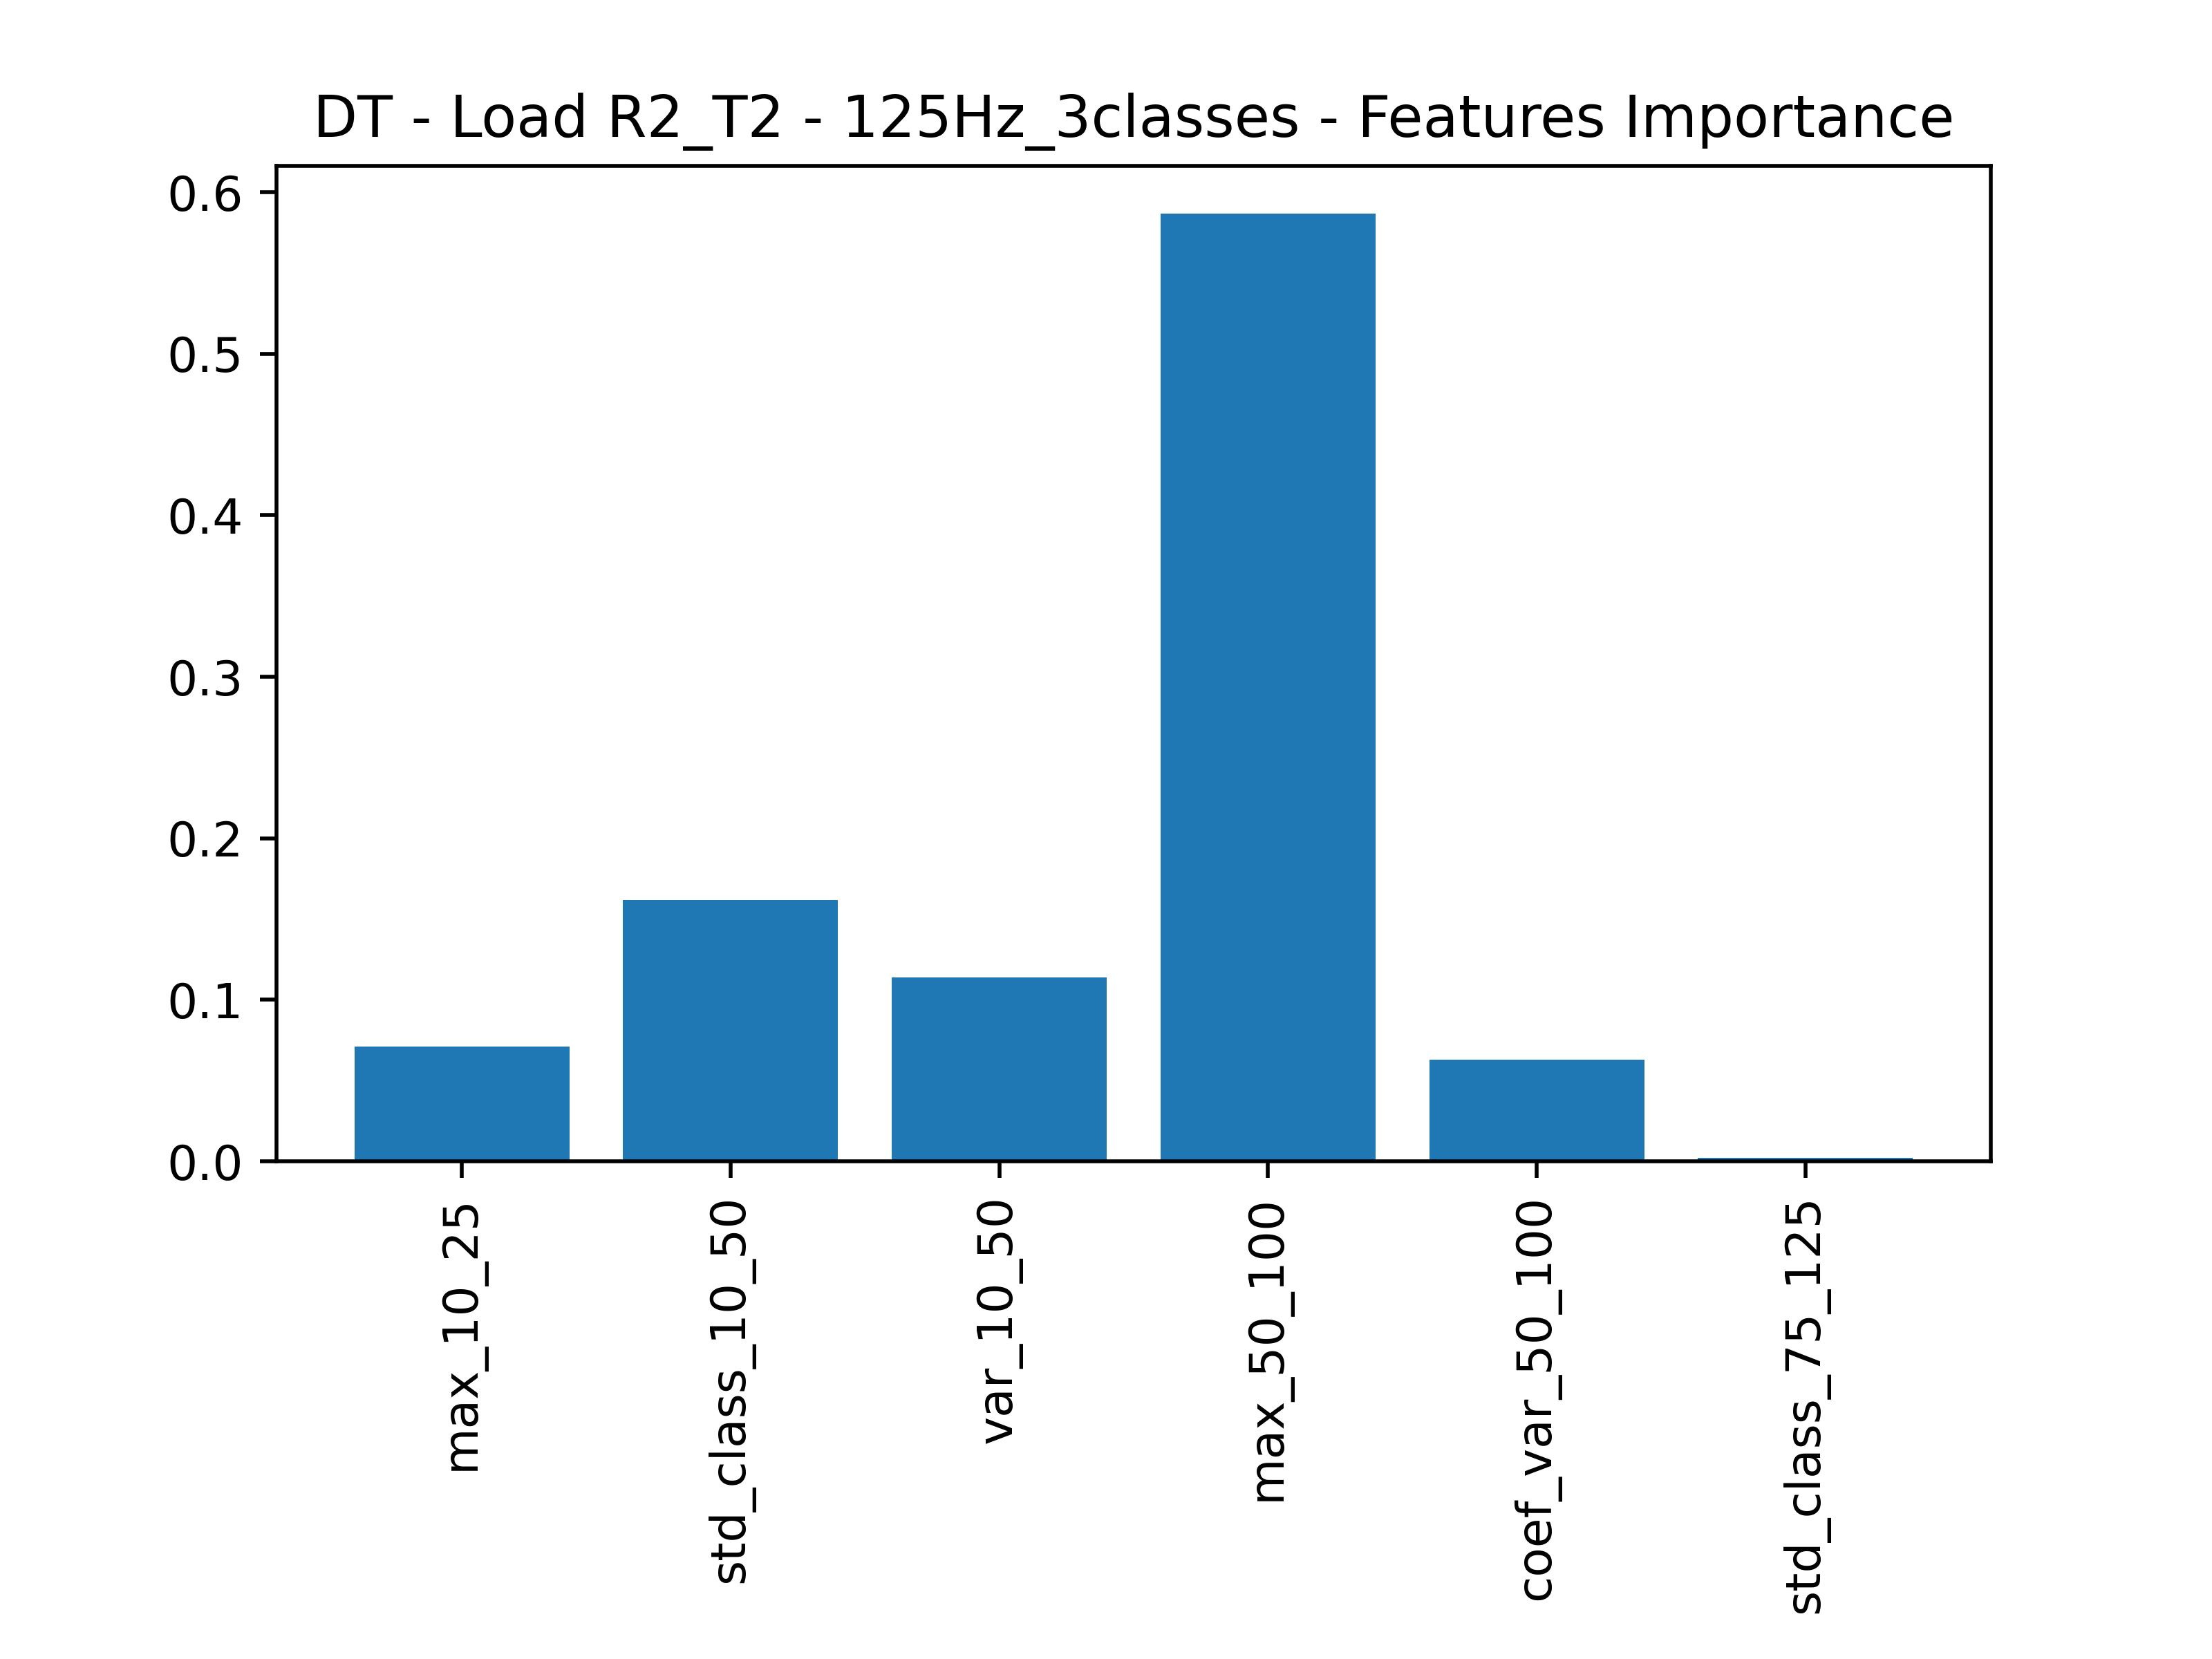 DT - Load R2_T2 - 125Hz_3classes - Features Importance
0.6
0.5
0.4
0.3
0.2
0.1
0.0
max_10_25
std_class_10_50
var_10_50
max_50_100
coef_var_50_100
std_class_75_125